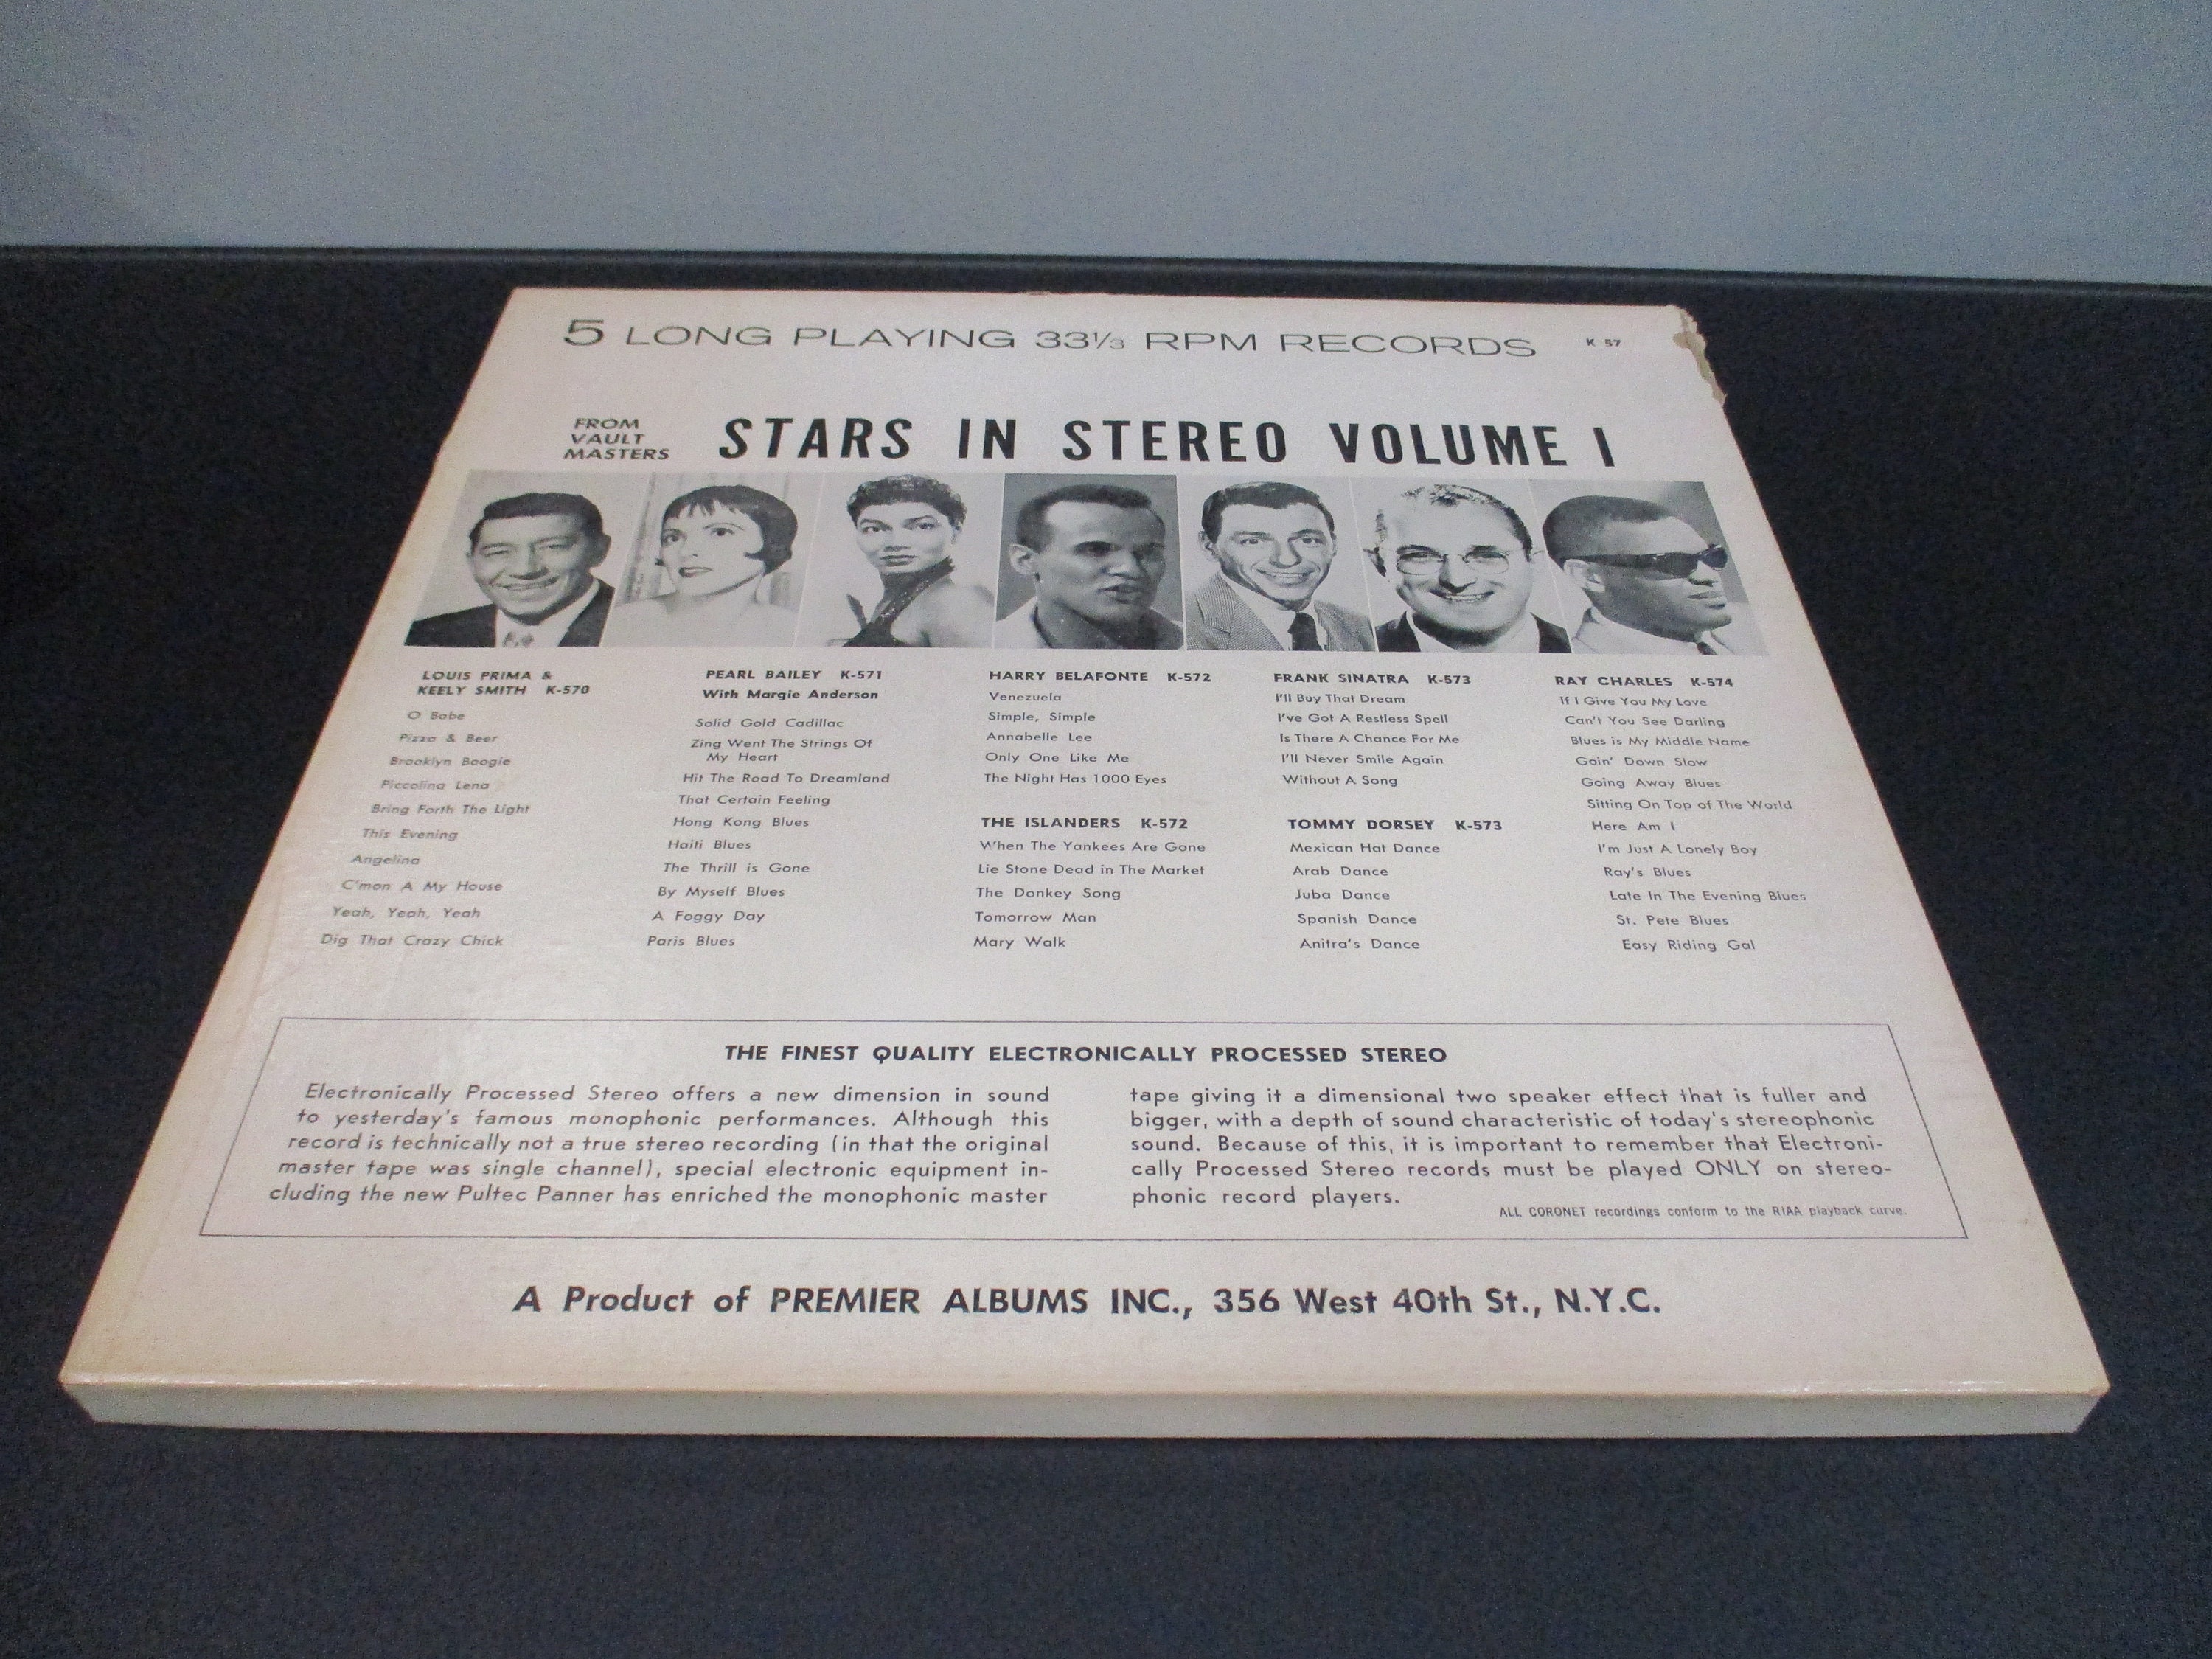 5 LONG PLAYING 33⅓ RPM RECORDS K 57
FROM
VAULT
MASTERS
STARS IN STEREO VOLUME I
LOUIS PRIMA &
KEELY SMITH K-570
O Babe
Pizza & Beer
Brooklyn Boogie
Piccolina Lena
Bring Forth The Light
This Evening
Angelina
C'mon A My House
Yeah, Yeah, Yeah
Dig That Crazy Chick
PEARL BAILEY K-571
With Margie Anderson
Solid Gold Cadillac
Zing Went The Strings Of
My Heart
Hit The Road To Dreamland
That Certain Feeling
Hong Kong Blues
Haiti Blues
The Thrill is Gone
By Myself Blues
A Foggy Day
Paris Blues
HARRY BELAFONTE K-572
Venezuela
Simple, Simple
Annabelle Lee
Only One Like Me
The Night Has 1000 Eyes
THE ISLANDERS K-572
When The Yankees Are Gone
Lie Stone Dead in The Market
The Donkey Song
Tomorrow Man
Mary Walk
FRANK SINATRA K-573
I'll Buy That Dream
I've Got A Restless Spell
Is There A Chance For Me
I'll Never Smile Again
Without A Song
TOMMY DORSEY K-573
Mexican Hat Dance
Arab Dance
Juba Dance
Spanish Dance
Anitra's Dance
RAY CHARLES K-574
If I Give You My Love
Can't You See Darling
Blues is My Middle Name
Goin' Down Slow
Going Away Blues
Sitting On Top of The World
Here Am I
I'm Just A Lonely Boy
Ray's Blues
Late In The Evening Blues
St. Pete Blues
Easy Riding Gal
THE FINEST QUALITY ELECTRONICALLY PROCESSED STEREO
Electronically Processed Stereo offers a new dimension in sound
to yesterday's famous monophonic performances. Although this
record is technically not a true stereo recording (in that the original
master tape was single channel), special electronic equipment in-
cluding the new Pultec Panner has enriched the monophonic master
tape giving it a dimensional two speaker effect that is fuller and
bigger, with a depth of sound characteristic of today's stereophonic
sound. Because of this, it is important to remember that Electroni-
cally Processed Stereo records must be played ONLY on stereo-
phonic record players.
ALL CORONET recordings conform to the RIAA playback curve.
A Product of PREMIER ALBUMS INC., 356 West 40th St., N.Y.C.